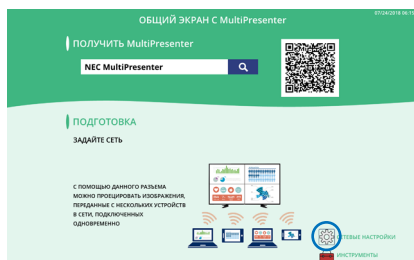 07/24/2018 06:15
ОБЩИЙ ЭКРАН С MultiPresenter
ПОЛУЧИТЬ MultiPresenter
NEC MultiPresenter
ПОДГОТОВКА
ЗАДАЙТЕ СЕТЬ
С ПОМОЩЬЮ ДАННОГО РАЗЪЕМА
МОЖНО ПРОЕЦИРОВАТЬ ИЗОБРАЖЕНИЯ,
ПЕРЕДАННЫЕ С НЕСКОЛЬКИХ УСТРОЙСТВ
В СЕТИ, ПОДКЛЮЧЕННЫХ
ОДНОВРЕМЕННО
СЕТЕВЫЕ НАСТРОЙКИ
ИНСТРУМЕНТЫ